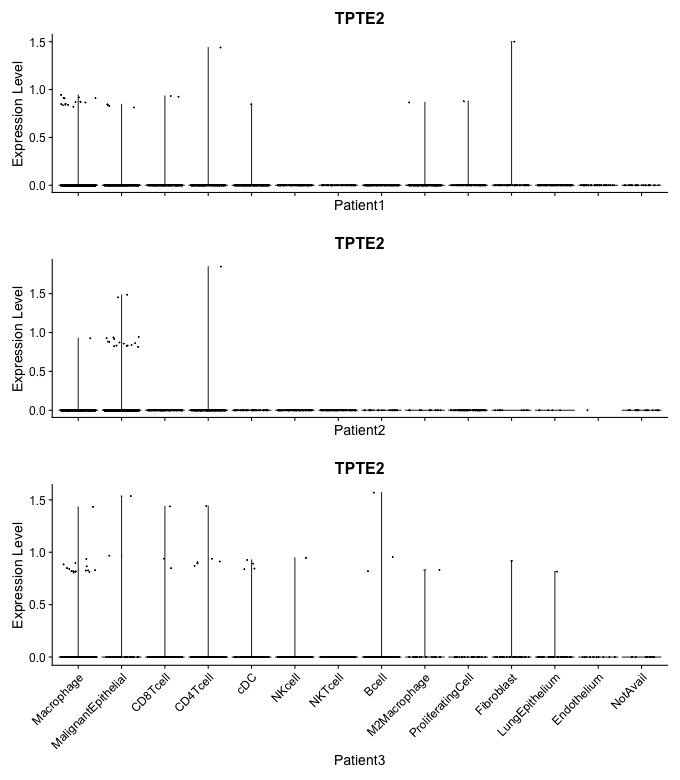 TPTE2
Expression Level
1.5
1.0
0.5
0.0
Patient1
TPTE2
Expression Level
1.5
1.0
0.5
0.0
Patient2
TPTE2
Expression Level
1.5
1.0
0.5
0.0
Macrophage
MalignantEpithelial
CD8Tcell
CD4Tcell
cDC
NKcell
NKTcell
Bcell
M2Macrophage
ProliferatingCell
Fibroblast
LungEpithelium
Endothelium
NotAvail
Patient3